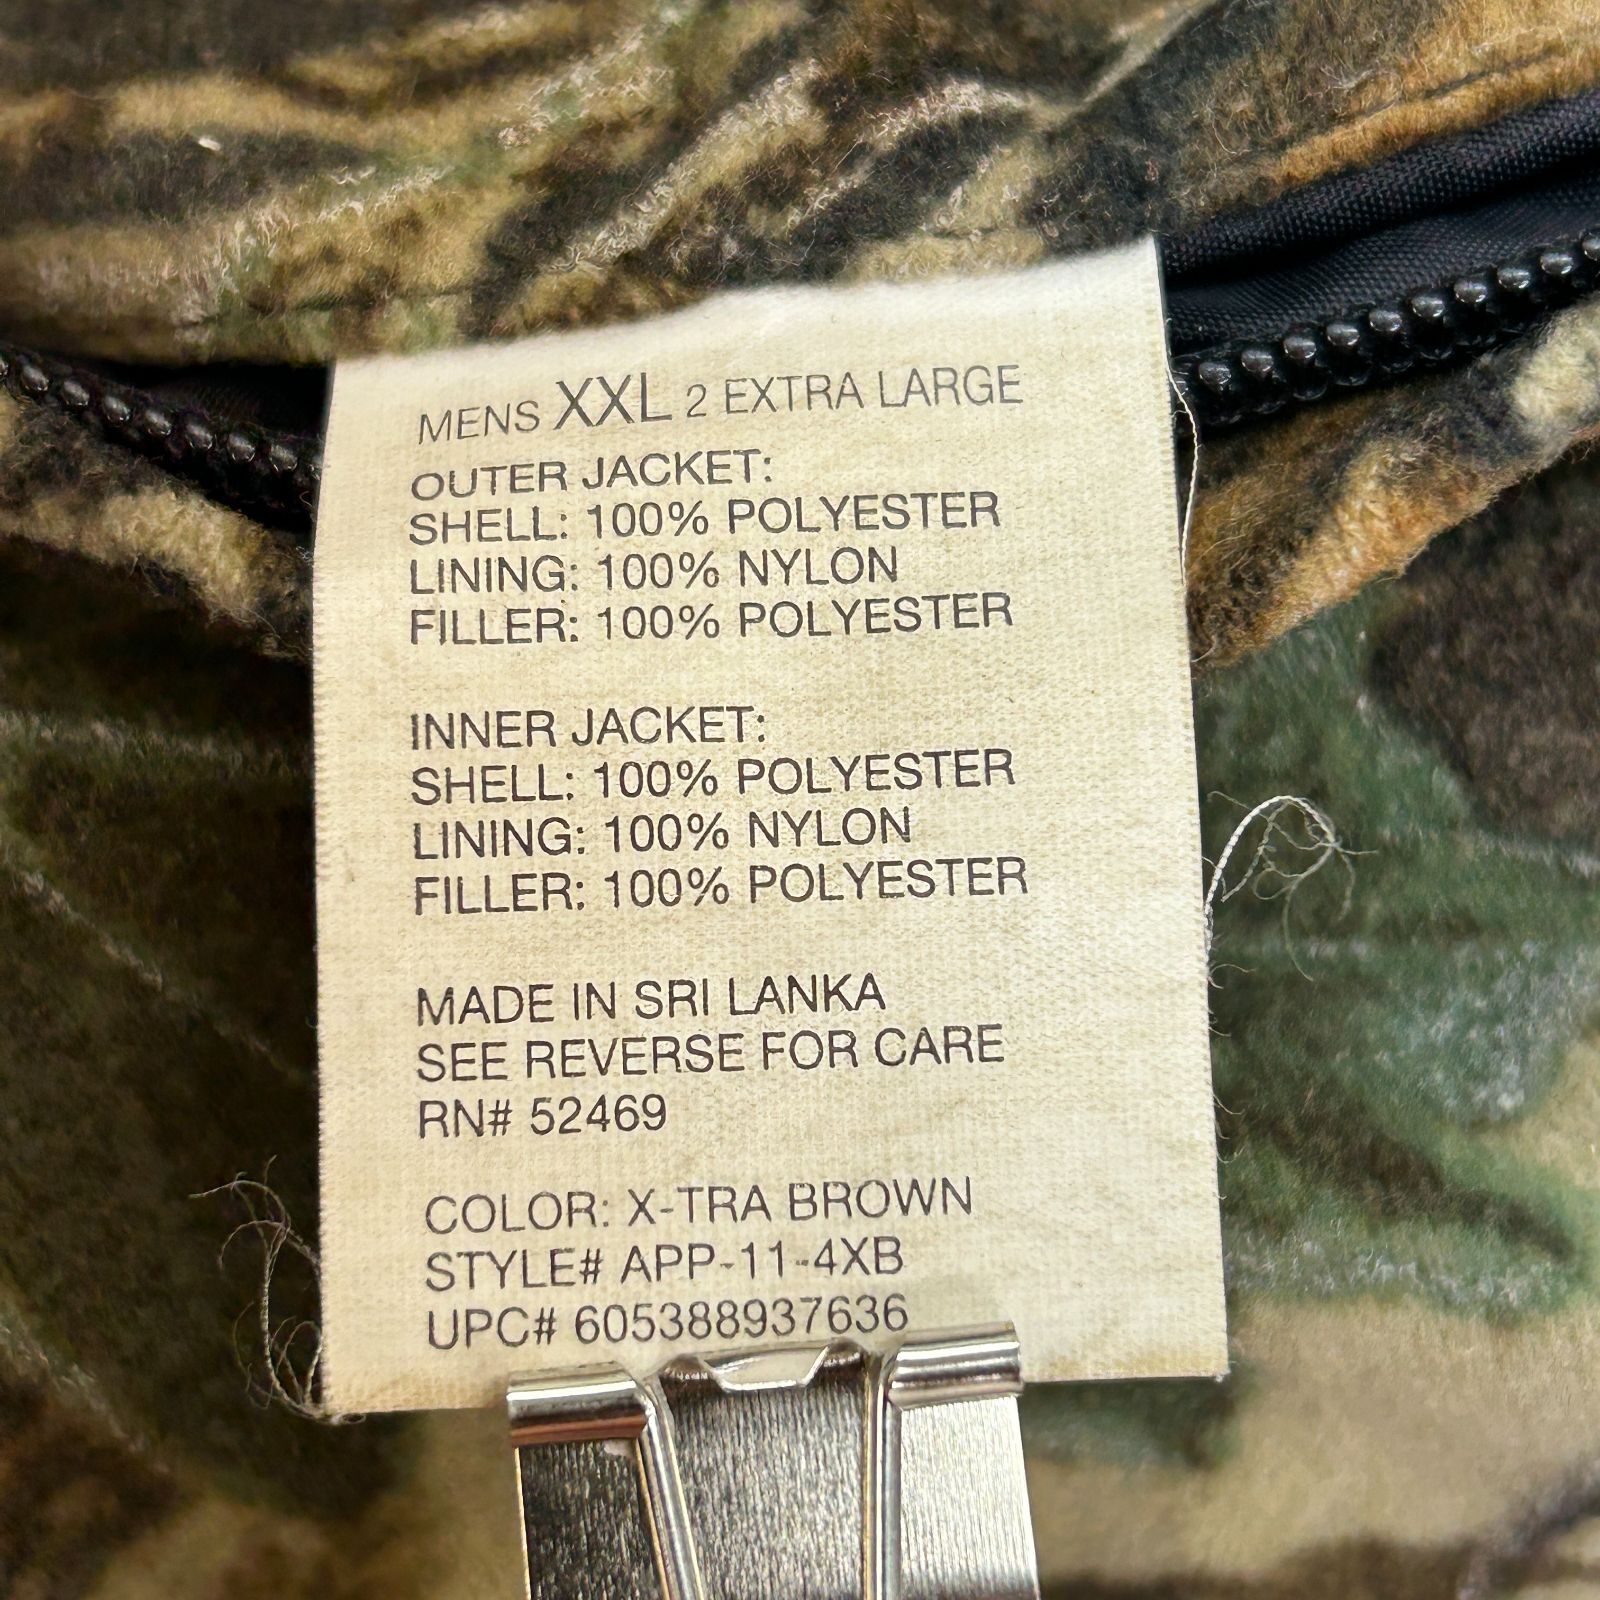 MENS XXL 2 EXTRA LARGE
OUTER JACKET:
SHELL: 100% POLYESTER
LINING: 100% NYLON
FILLER: 100% POLYESTER
INNER JACKET:
SHELL: 100% POLYESTER
LINING: 100% NYLON
FILLER: 100% POLYESTER
MADE IN SRI LANKA
SEE REVERSE FOR CARE
RN# 52469
COLOR: X-TRA BROWN
STYLE# APP-11-4XB
UPC# 605388937636